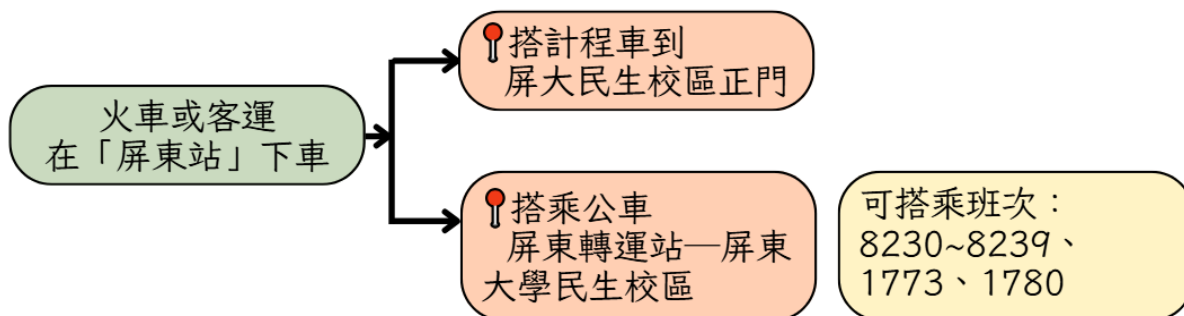 火車或客運
在「屏東站」下車
搭計程車到
屏大民生校區正門
搭乘公車
屏東轉運站—屏東
大學民生校區
可搭乘班次：
8230~8239、
1773、1780